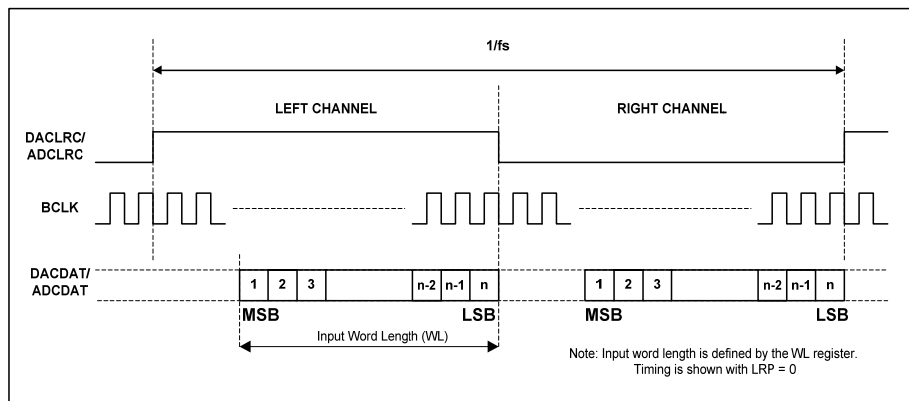 1/fs
LEFT CHANNEL
RIGHT CHANNEL
DACLRC/
ADCLRC
BCLK
DACDAT/
ADCDAT
1 2 3 n-2 n-1 n 1 2 3 n-2 n-1 n
MSB LSB MSB LSB
Input Word Length (WL)
Note: Input word length is defined by the WL register.
Timing is shown with LRP = 0